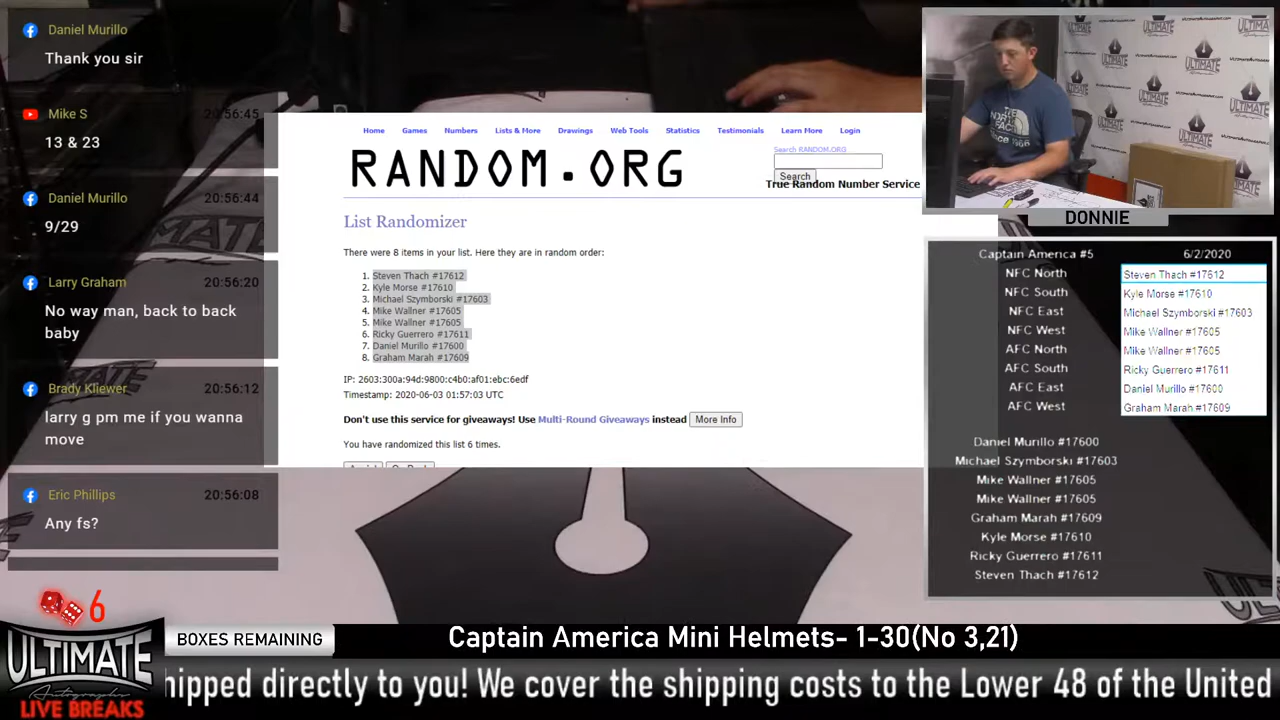 Daniel Murillo
Thank you sir
Mike S 20:56:45
13 & 23
Daniel Murillo 20:56:44
9/29
Larry Graham 20:56:20
No way man, back to back
baby
Brady Kliewer 20:56:12
larry g pm me if you wanna
move
Eric Phillips 20:56:08
Any fs?
Home Games Numbers Lists & More Drawings Web Tools Statistics Testimonials Learn More Login
RANDOM.ORG
Search RANDOM.ORG
Search
True Random Number Service
List Randomizer
There were 8 items in your list. Here they are in random order:
1. Steven Thach #17612
2. Kyle Morse #17610
3. Michael Szymborski #17603
4. Mike Wallner #17605
5. Mike Wallner #17605
6. Ricky Guerrero #17611
7. Daniel Murillo #17600
8. Graham Marah #17609
IP: 2603:300a:94d:9800:c4b0:af01:ebc:6edf
Timestamp: 2020-06-03 01:57:03 UTC
Don't use this service for giveaways! Use Multi-Round Giveaways instead More Info
You have randomized this list 6 times.
THE
NORTH
FACE
ULTIMATE
DONNIE
Captain America #5 6/2/2020
NFC North Steven Thach #17612
NFC South Kyle Morse #17610
NFC East Michael Szymborski #17603
NFC West Mike Wallner #17605
AFC North Mike Wallner #17605
AFC South Ricky Guerrero #17611
AFC East Daniel Murillo #17600
AFC West Graham Marah #17609
Daniel Murillo #17600
Michael Szymborski #17603
Mike Wallner #17605
Mike Wallner #17605
Graham Marah #17609
Kyle Morse #17610
Ricky Guerrero #17611
Steven Thach #17612
6
ULTIMATE
Autographs
LIVE BREAKS
BOXES REMAINING
Captain America Mini Helmets- 1-30(No 3,21)
hipped directly to you! We cover the shipping costs to the Lower 48 of the United